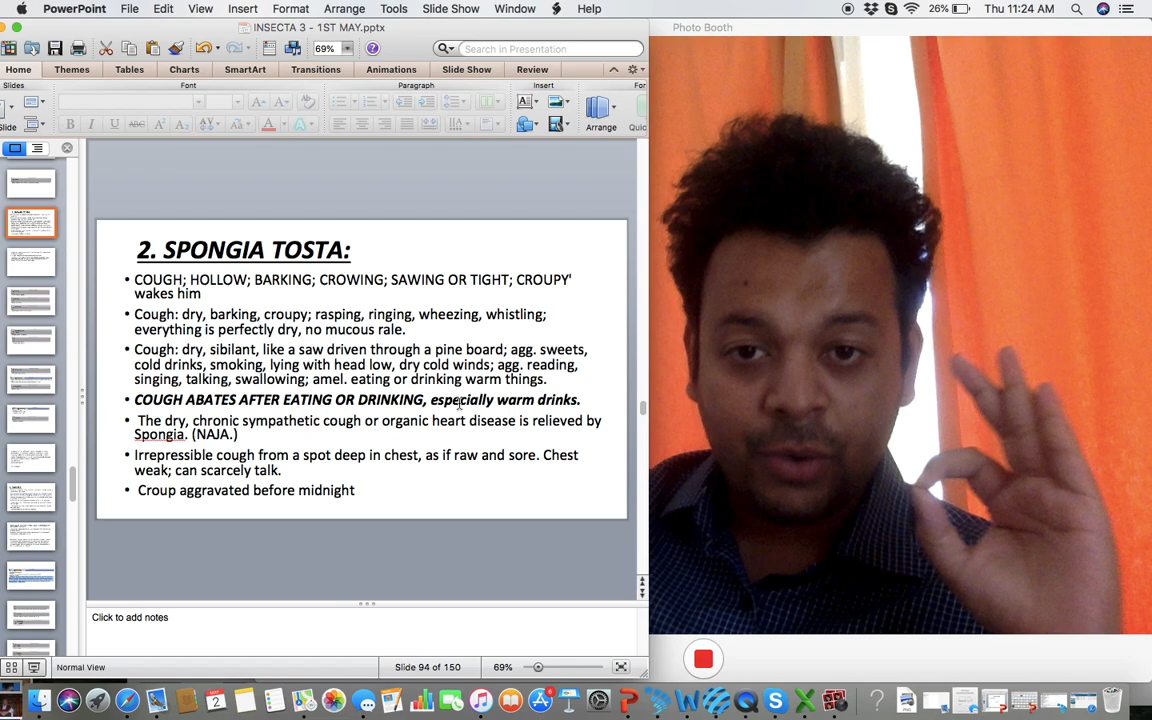 PowerPoint File Edit View Insert Format Arrange Tools Slide Show Window Help 26% Thu 11:24 AM
INSECTA 3 - 1ST MAY.pptx
Photo Booth
69% Search in Presentation
Home Themes Tables Charts SmartArt Transitions Animations Slide Show Review
Slides Font Paragraph Insert
Arrange
2. SPONGIA TOSTA:
• COUGH; HOLLOW; BARKING; CROWING; SAWING OR TIGHT; CROUPY'
wakes him
• Cough: dry, barking, croupy; rasping, ringing, wheezing, whistling;
everything is perfectly dry, no mucous rale.
• Cough: dry, sibilant, like a saw driven through a pine board; agg. sweets,
cold drinks, smoking, lying with head low, dry cold winds; agg. reading,
singing, talking, swallowing; amel. eating or drinking warm things.
• COUGH ABATES AFTER EATING OR DRINKING, especially warm drinks.
• The dry, chronic sympathetic cough or organic heart disease is relieved by
Spongia. (NAJA.)
• Irrepressible cough from a spot deep in chest, as if raw and sore. Chest
weak; can scarcely talk.
• Croup aggravated before midnight
Click to add notes
Normal View Slide 94 of 150 69%